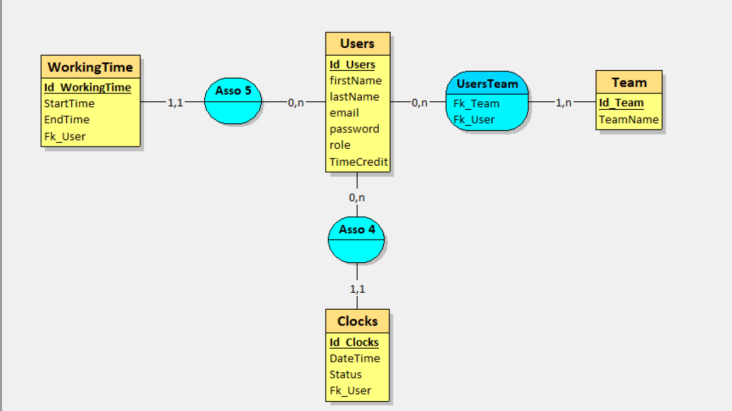 WorkingTime
Id_WorkingTime
StartTime
EndTime
Fk_User
1,1
Asso 5
0,n
Users
Id_Users
firstName
lastName
email
password
role
TimeCredit
0,n
UsersTeam
Fk_Team
Fk_User
1,n
Team
Id_Team
TeamName
0,n
Asso 4
1,1
Clocks
Id_Clocks
DateTime
Status
Fk_User